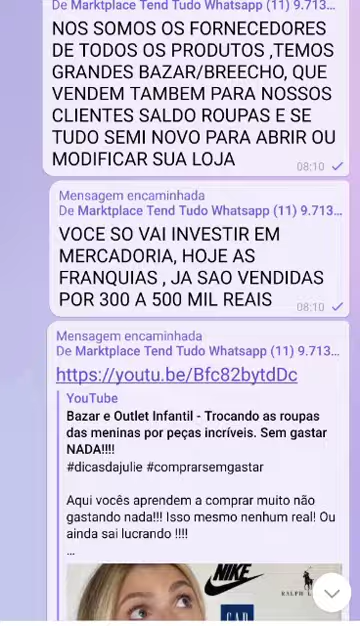 De Marktplace Tend Tudo Whatsapp (11) 9.713...
NOS SOMOS OS FORNECEDORES
DE TODOS OS PRODUTOS ,TEMOS
GRANDES BAZAR/BREECHO, QUE
VENDEM TAMBEM PARA NOSSOS
CLIENTES SALDO ROUPAS E SE
TUDO SEMI NOVO PARA ABRIR OU
MODIFICAR SUA LOJA
08:10
Mensagem encaminhada
De Marktplace Tend Tudo Whatsapp (11) 9.713...
VOCE SO VAI INVESTIR EM
MERCADORIA, HOJE AS
FRANQUIAS , JA SAO VENDIDAS
POR 300 A 500 MIL REAIS
08:10
Mensagem encaminhada
De Marktplace Tend Tudo Whatsapp (11) 9.713...
https://youtu.be/Bfc82bytdDc
YouTube
Bazar e Outlet Infantil - Trocando as roupas
das meninas por peças incríveis. Sem gastar
NADA!!!!
#dicasdajulie #comprarsemgastar
Aqui vocês aprendem a comprar muito não
gastando nada!!! Isso mesmo nenhum real! Ou
ainda sai lucrando !!!!
...
NIKE
RALPH L
GAP